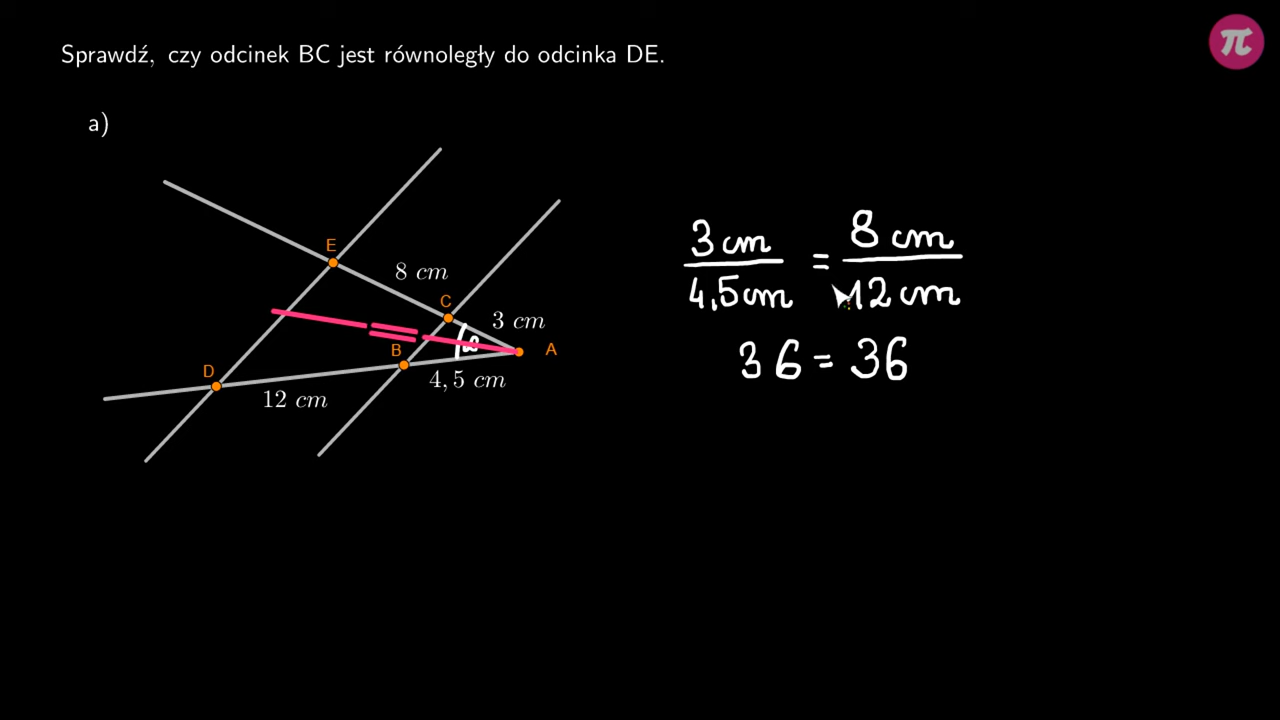 π
Sprawdź, czy odcinek BC jest równoległy do odcinka DE.
a)
E
8 cm
C
3 cm
A
B
4,5 cm
D
12 cm
3 cm
4,5 cm
=
8 cm
12 cm
36 = 36